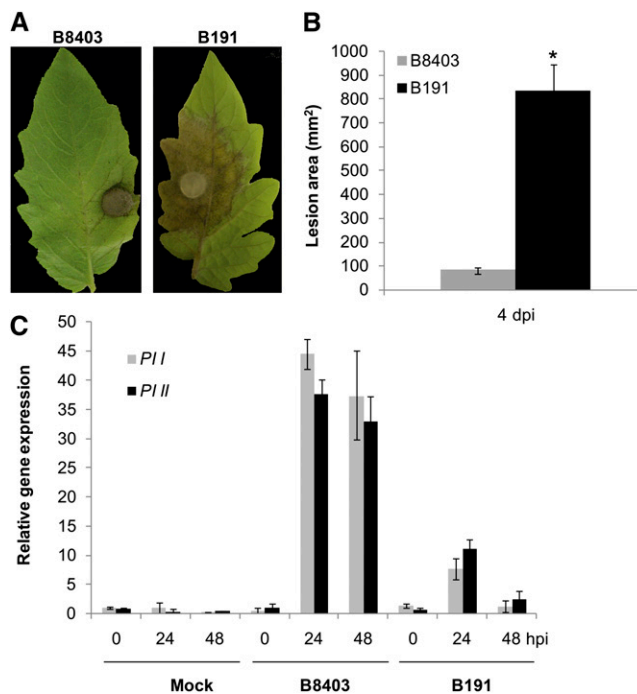 A
B8403 B191
B
1000
900
800
700
600
500
400
300
200
100
0
Lesion area (mm²)
B8403
B191
*
4 dpi
C
50
45
40
35
30
25
20
15
10
5
0
Relative gene expression
PI I
PI II
0 24 48 0 24 48 0 24 48 hpi
Mock B8403 B191